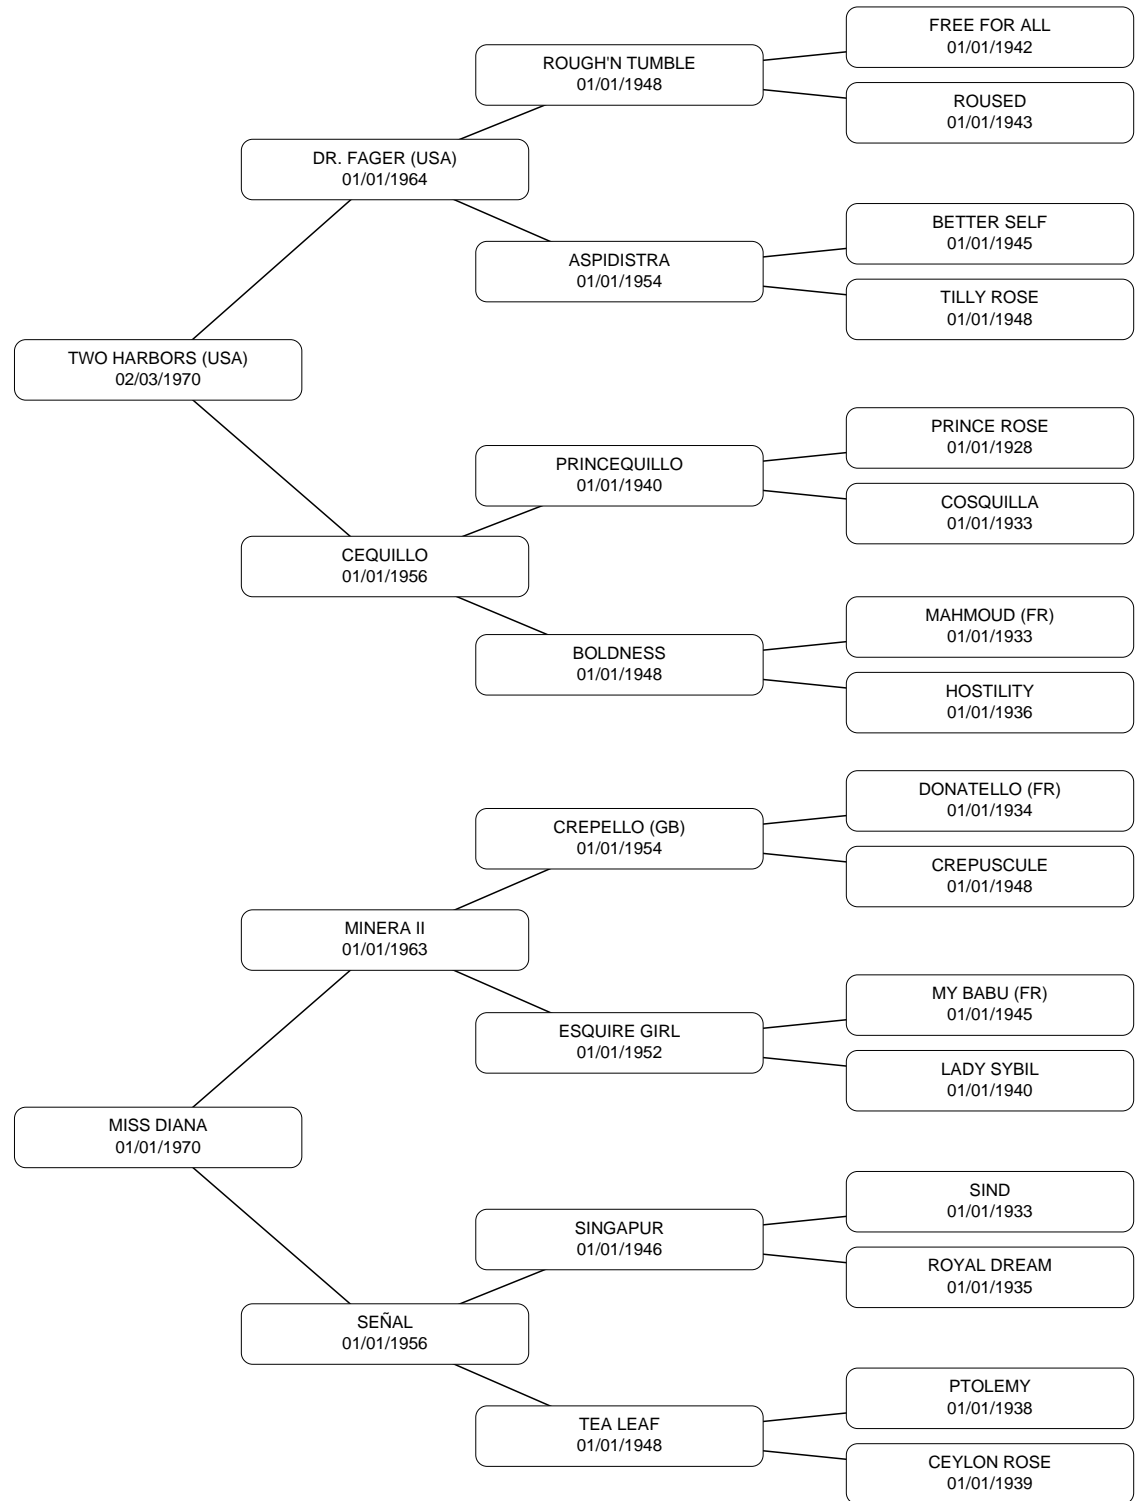 FREE FOR ALL
01/01/1942
ROUGH'N TUMBLE
01/01/1948
ROUSED
01/01/1943
DR. FAGER (USA)
01/01/1964
BETTER SELF
01/01/1945
ASPIDISTRA
01/01/1954
TILLY ROSE
01/01/1948
TWO HARBORS (USA)
02/03/1970
PRINCE ROSE
01/01/1928
PRINCEQUILLO
01/01/1940
COSQUILLA
01/01/1933
CEQUILLO
01/01/1956
MAHMOUD (FR)
01/01/1933
BOLDNESS
01/01/1948
HOSTILITY
01/01/1936
DONATELLO (FR)
01/01/1934
CREPELLO (GB)
01/01/1954
CREPUSCULE
01/01/1948
MINERA II
01/01/1963
MY BABU (FR)
01/01/1945
ESQUIRE GIRL
01/01/1952
LADY SYBIL
01/01/1940
MISS DIANA
01/01/1970
SIND
01/01/1933
SINGAPUR
01/01/1946
ROYAL DREAM
01/01/1935
SEÑAL
01/01/1956
PTOLEMY
01/01/1938
TEA LEAF
01/01/1948
CEYLON ROSE
01/01/1939